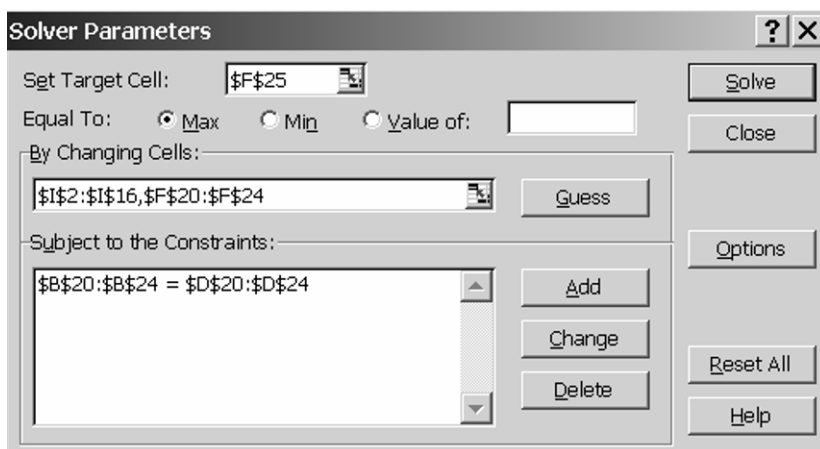 Solver Parameters ? X
Set Target Cell: $F$25 Solve
Equal To: Max Min Value of: Close
By Changing Cells:
$I$2:$I$16,$F$20:$F$24 Guess
Subject to the Constraints: Options
$B$20:$B$24 = $D$20:$D$24 Add
Change
Reset All
Delete
Help